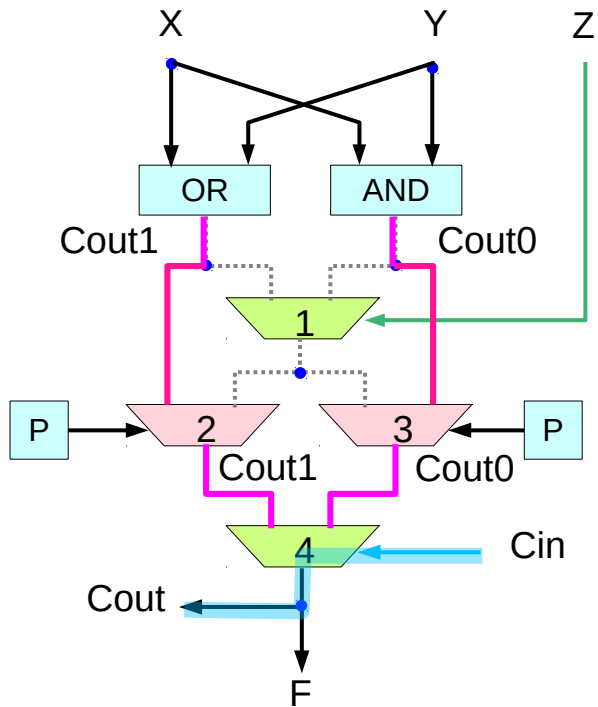 X Y Z
OR AND
Cout1 Cout0
1
P 2 3 P
Cout1 Cout0
4 Cin
Cout
F